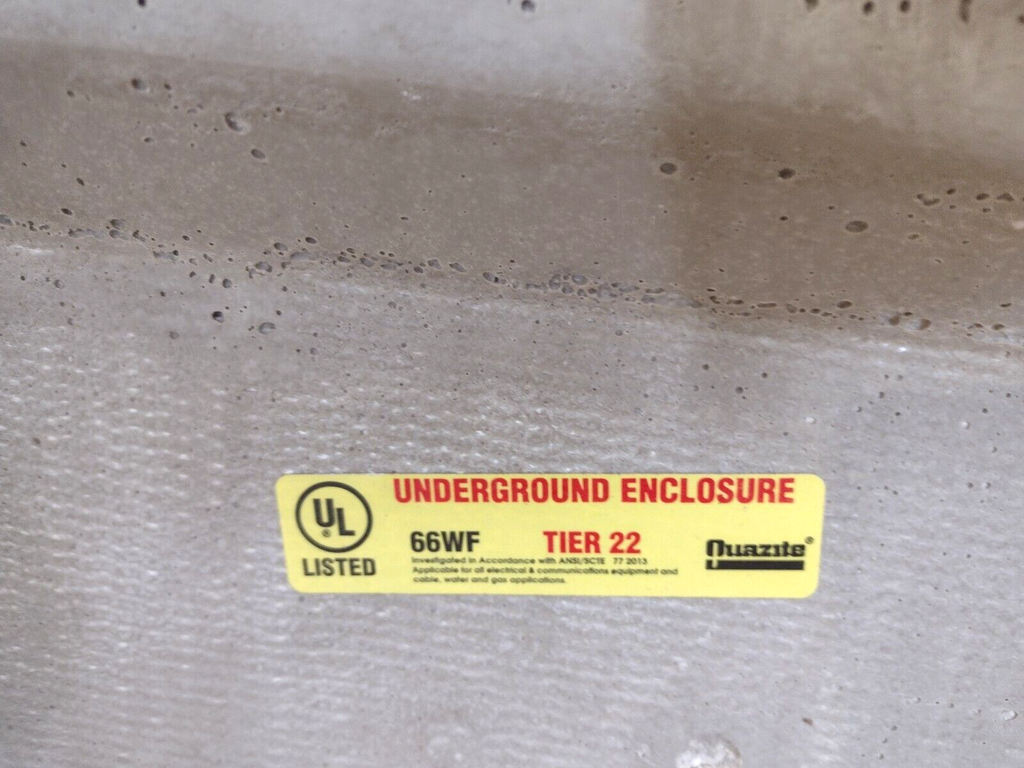 UNDERGROUND ENCLOSURE
UL
®
LISTED
66WF TIER 22
Investigated in Accordance with ANSI/SCTE 77 2013
Applicable for all electrical & communications equipment and
cable, water and gas applications.
Quazite®